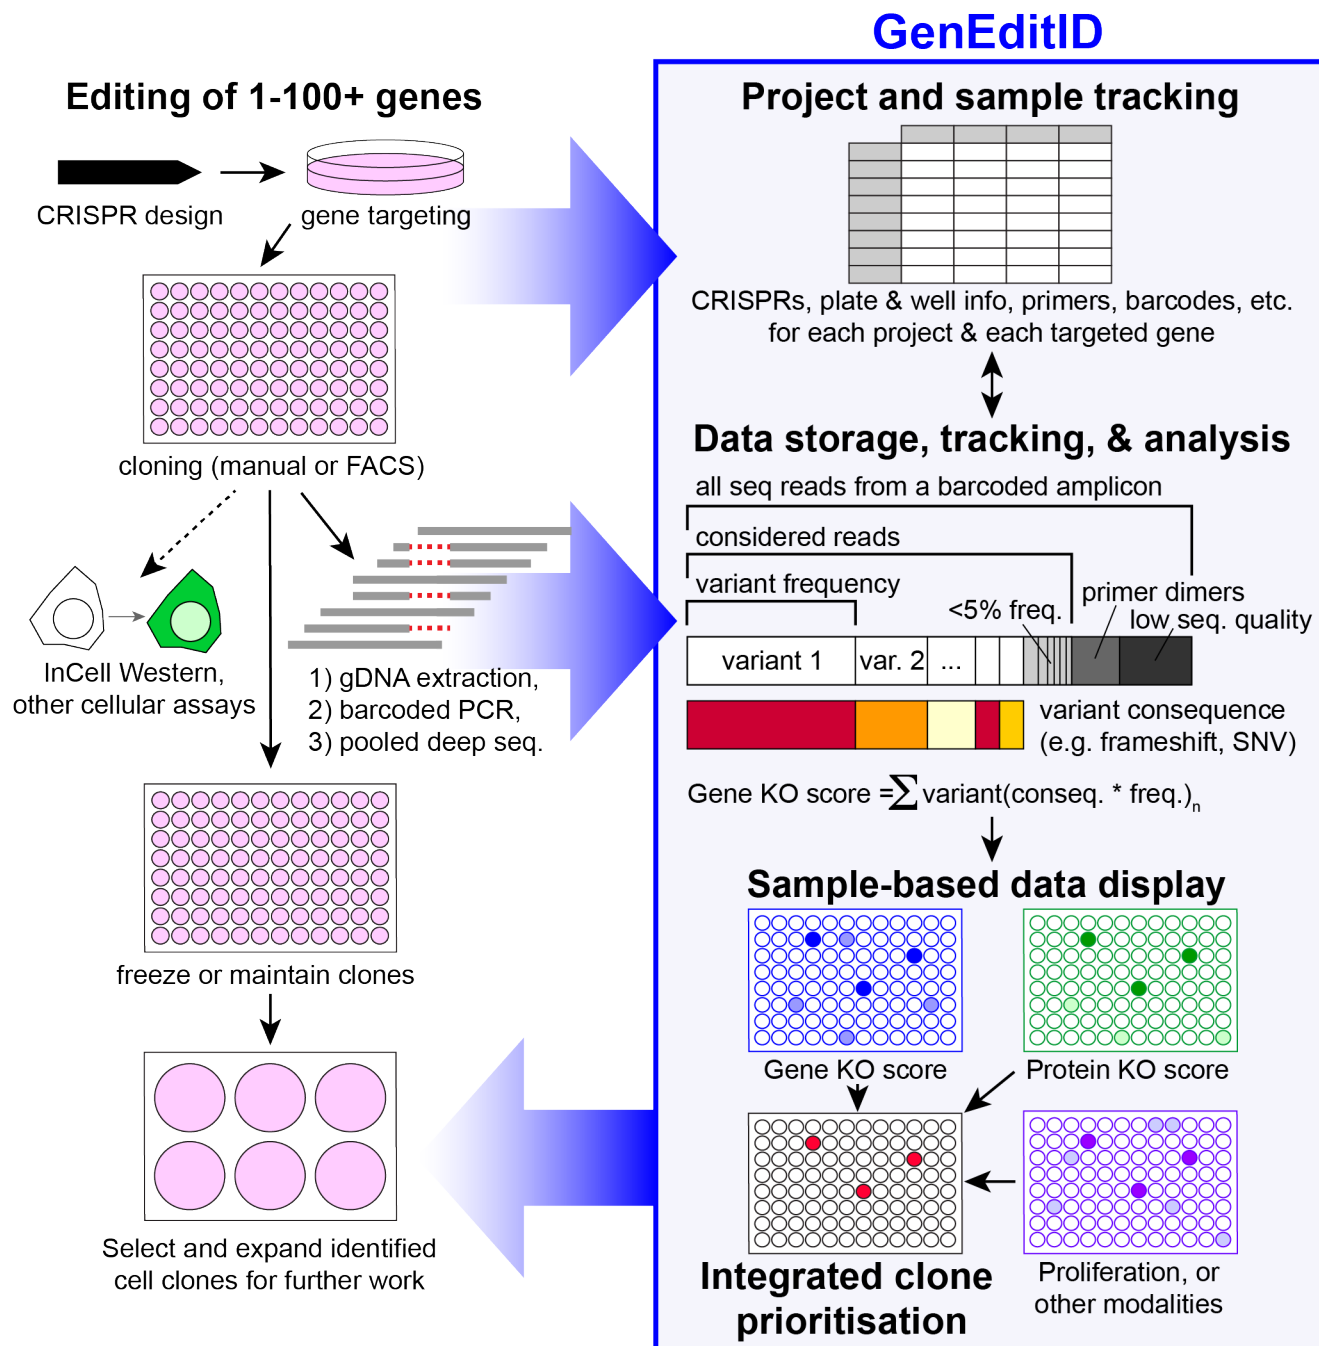 GenEditID
Editing of 1-100+ genes
CRISPR design
gene targeting
cloning (manual or FACS)
InCell Western,
other cellular assays
1) gDNA extraction,
2) barcoded PCR,
3) pooled deep seq.
freeze or maintain clones
Select and expand identified
cell clones for further work
Project and sample tracking
CRISPRs, plate & well info, primers, barcodes, etc.
for each project & each targeted gene
Data storage, tracking, & analysis
all seq reads from a barcoded amplicon
considered reads
variant frequency
<5% freq.
primer dimers
low seq. quality
variant 1
var. 2
...
variant consequence
(e.g. frameshift, SNV)
Gene KO score =∑variant(conseq. * freq.)n
Sample-based data display
Gene KO score
Protein KO score
Integrated clone
prioritisation
Proliferation, or
other modalities